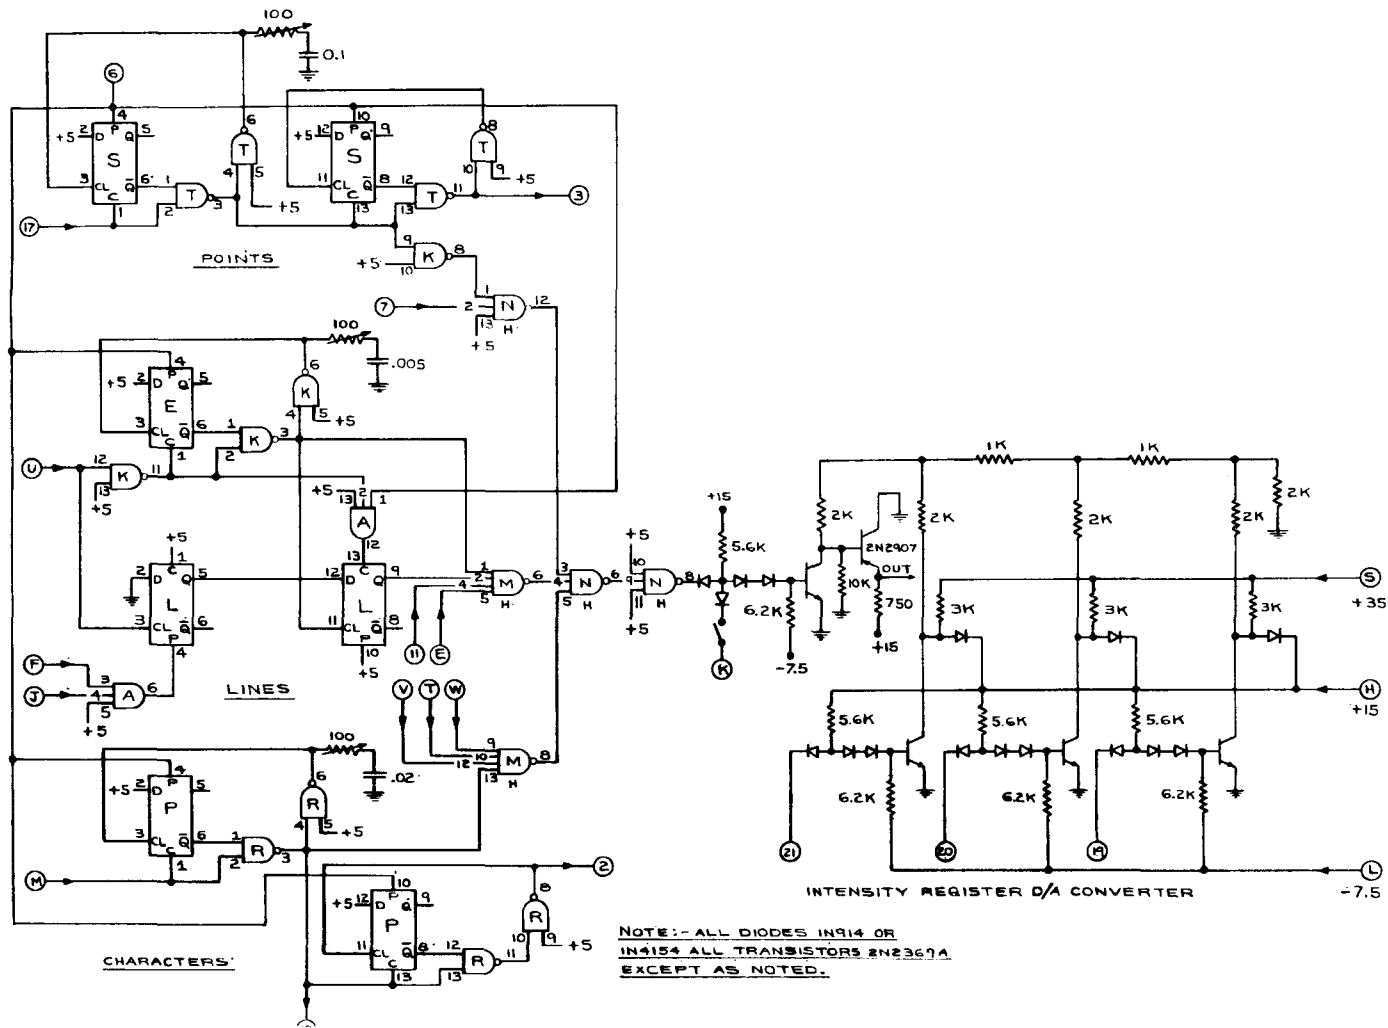 100
0.1
6
4
+5 2 D P Q 5
S
3 CL Q̅ 6
C
1
1
T 3
2
6
T
4 5
+5
17
10
+5 12 D P Q 9
S
11 CL Q̅ 8
C
13
12
T 11
13
8
T
10 9
+5
3
POINTS
9
K 8
+5 10
1
7 2 N 12
13 H
+5
100
.005
4
+5 2 D P Q 5
E
3 CL Q̅ 6
C
1
1
K 3
2
6
K
4 5
+5
U 12
K 11
13
+5
+5 13 2 1
A
12
+5
1
2 D C Q 5
L
3 CL Q̅ 6
P
4
13
12 D C Q 9
L
11 CL Q̅ 8
P
10
+5
F 3
J 4 A 6
5
+5
LINES
1
2
4 M 6
5 H
11 E
V T W
9
10
12 M 8
13 H
3
4 N 6
5 H
+5
10
9 N 8
11 H
+5
+15
5.6K
K
6.2K
-7.5
2K
2N2907
OUT
10K
750
+15
1K
1K
2K
2K
2K
2K
3K
3K
3K
S
+35
H
+15
5.6K
5.6K
5.6K
6.2K
6.2K
6.2K
21
20
19
L
-7.5
INTENSITY REGISTER D/A CONVERTER
100
.02
4
+5 2 D P Q 5
P
3 CL Q̅ 6
C
1
1
R 3
2
6
R
4 5
+5
M
2
10
+5 12 D P Q 9
P
11 CL Q̅ 8
C
13
12
R 11
13
8
R
10 9
+5
CHARACTERS
NOTE:- ALL DIODES IN914 OR
IN4154 ALL TRANSISTORS 2N2369A
EXCEPT AS NOTED.